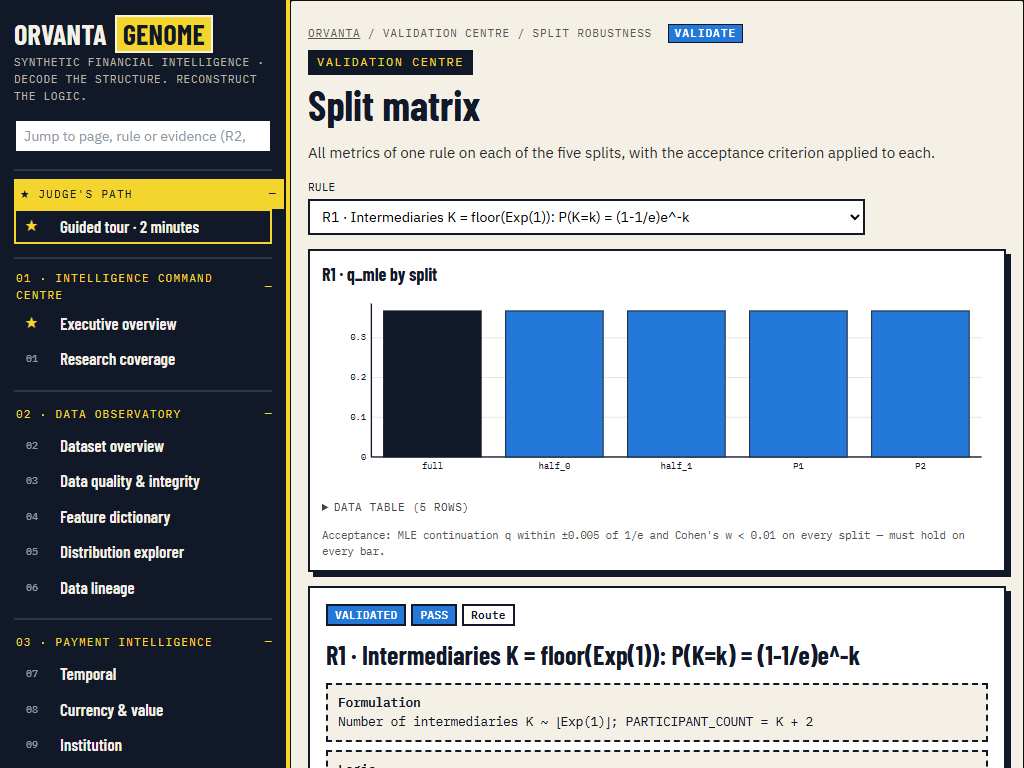 ORVANTA GENOME
SYNTHETIC FINANCIAL INTELLIGENCE ·
DECODE THE STRUCTURE. RECONSTRUCT
THE LOGIC.
Jump to page, rule or evidence (R2,
★ JUDGE'S PATH −
★ Guided tour · 2 minutes
01 · INTELLIGENCE COMMAND
CENTRE −
★ Executive overview
01 Research coverage
02 · DATA OBSERVATORY −
02 Dataset overview
03 Data quality & integrity
04 Feature dictionary
05 Distribution explorer
06 Data lineage
03 · PAYMENT INTELLIGENCE −
07 Temporal
08 Currency & value
09 Institution
ORVANTA / VALIDATION CENTRE / SPLIT ROBUSTNESS VALIDATE
VALIDATION CENTRE
Split matrix
All metrics of one rule on each of the five splits, with the acceptance criterion applied to each.
RULE
R1 · Intermediaries K = floor(Exp(1)): P(K=k) = (1-1/e)e^-k
R1 · q_mle by split
0.3
0.2
0.1
0
full half_0 half_1 P1 P2
▶ DATA TABLE (5 ROWS)
Acceptance: MLE continuation q within ±0.005 of 1/e and Cohen's w < 0.01 on every split — must hold on
every bar.
VALIDATED PASS Route
R1 · Intermediaries K = floor(Exp(1)): P(K=k) = (1-1/e)e^-k
Formulation
Number of intermediaries K ~ ⌊Exp(1)⌋; PARTICIPANT_COUNT = K + 2
Logic